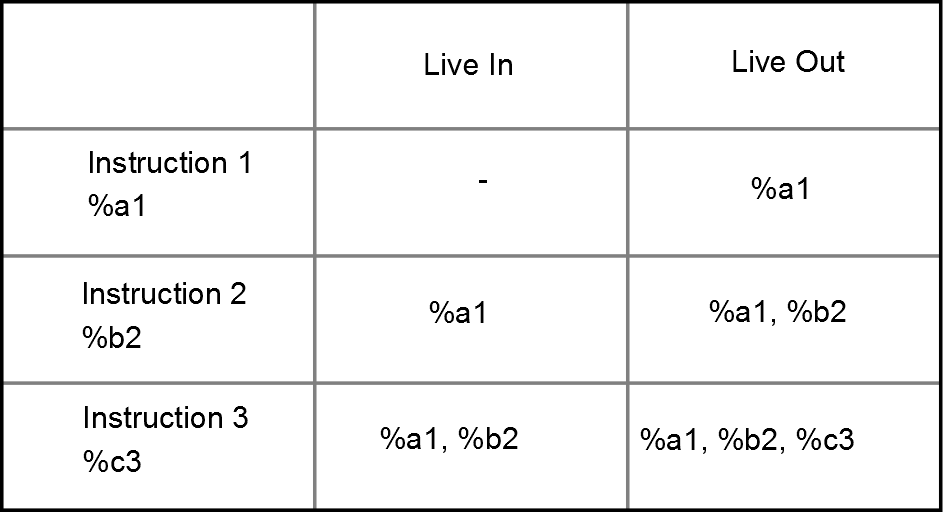 Live In
Live Out
Instruction 1
%a1
-
%a1
Instruction 2
%b2
%a1
%a1, %b2
Instruction 3
%c3
%a1, %b2
%a1, %b2, %c3